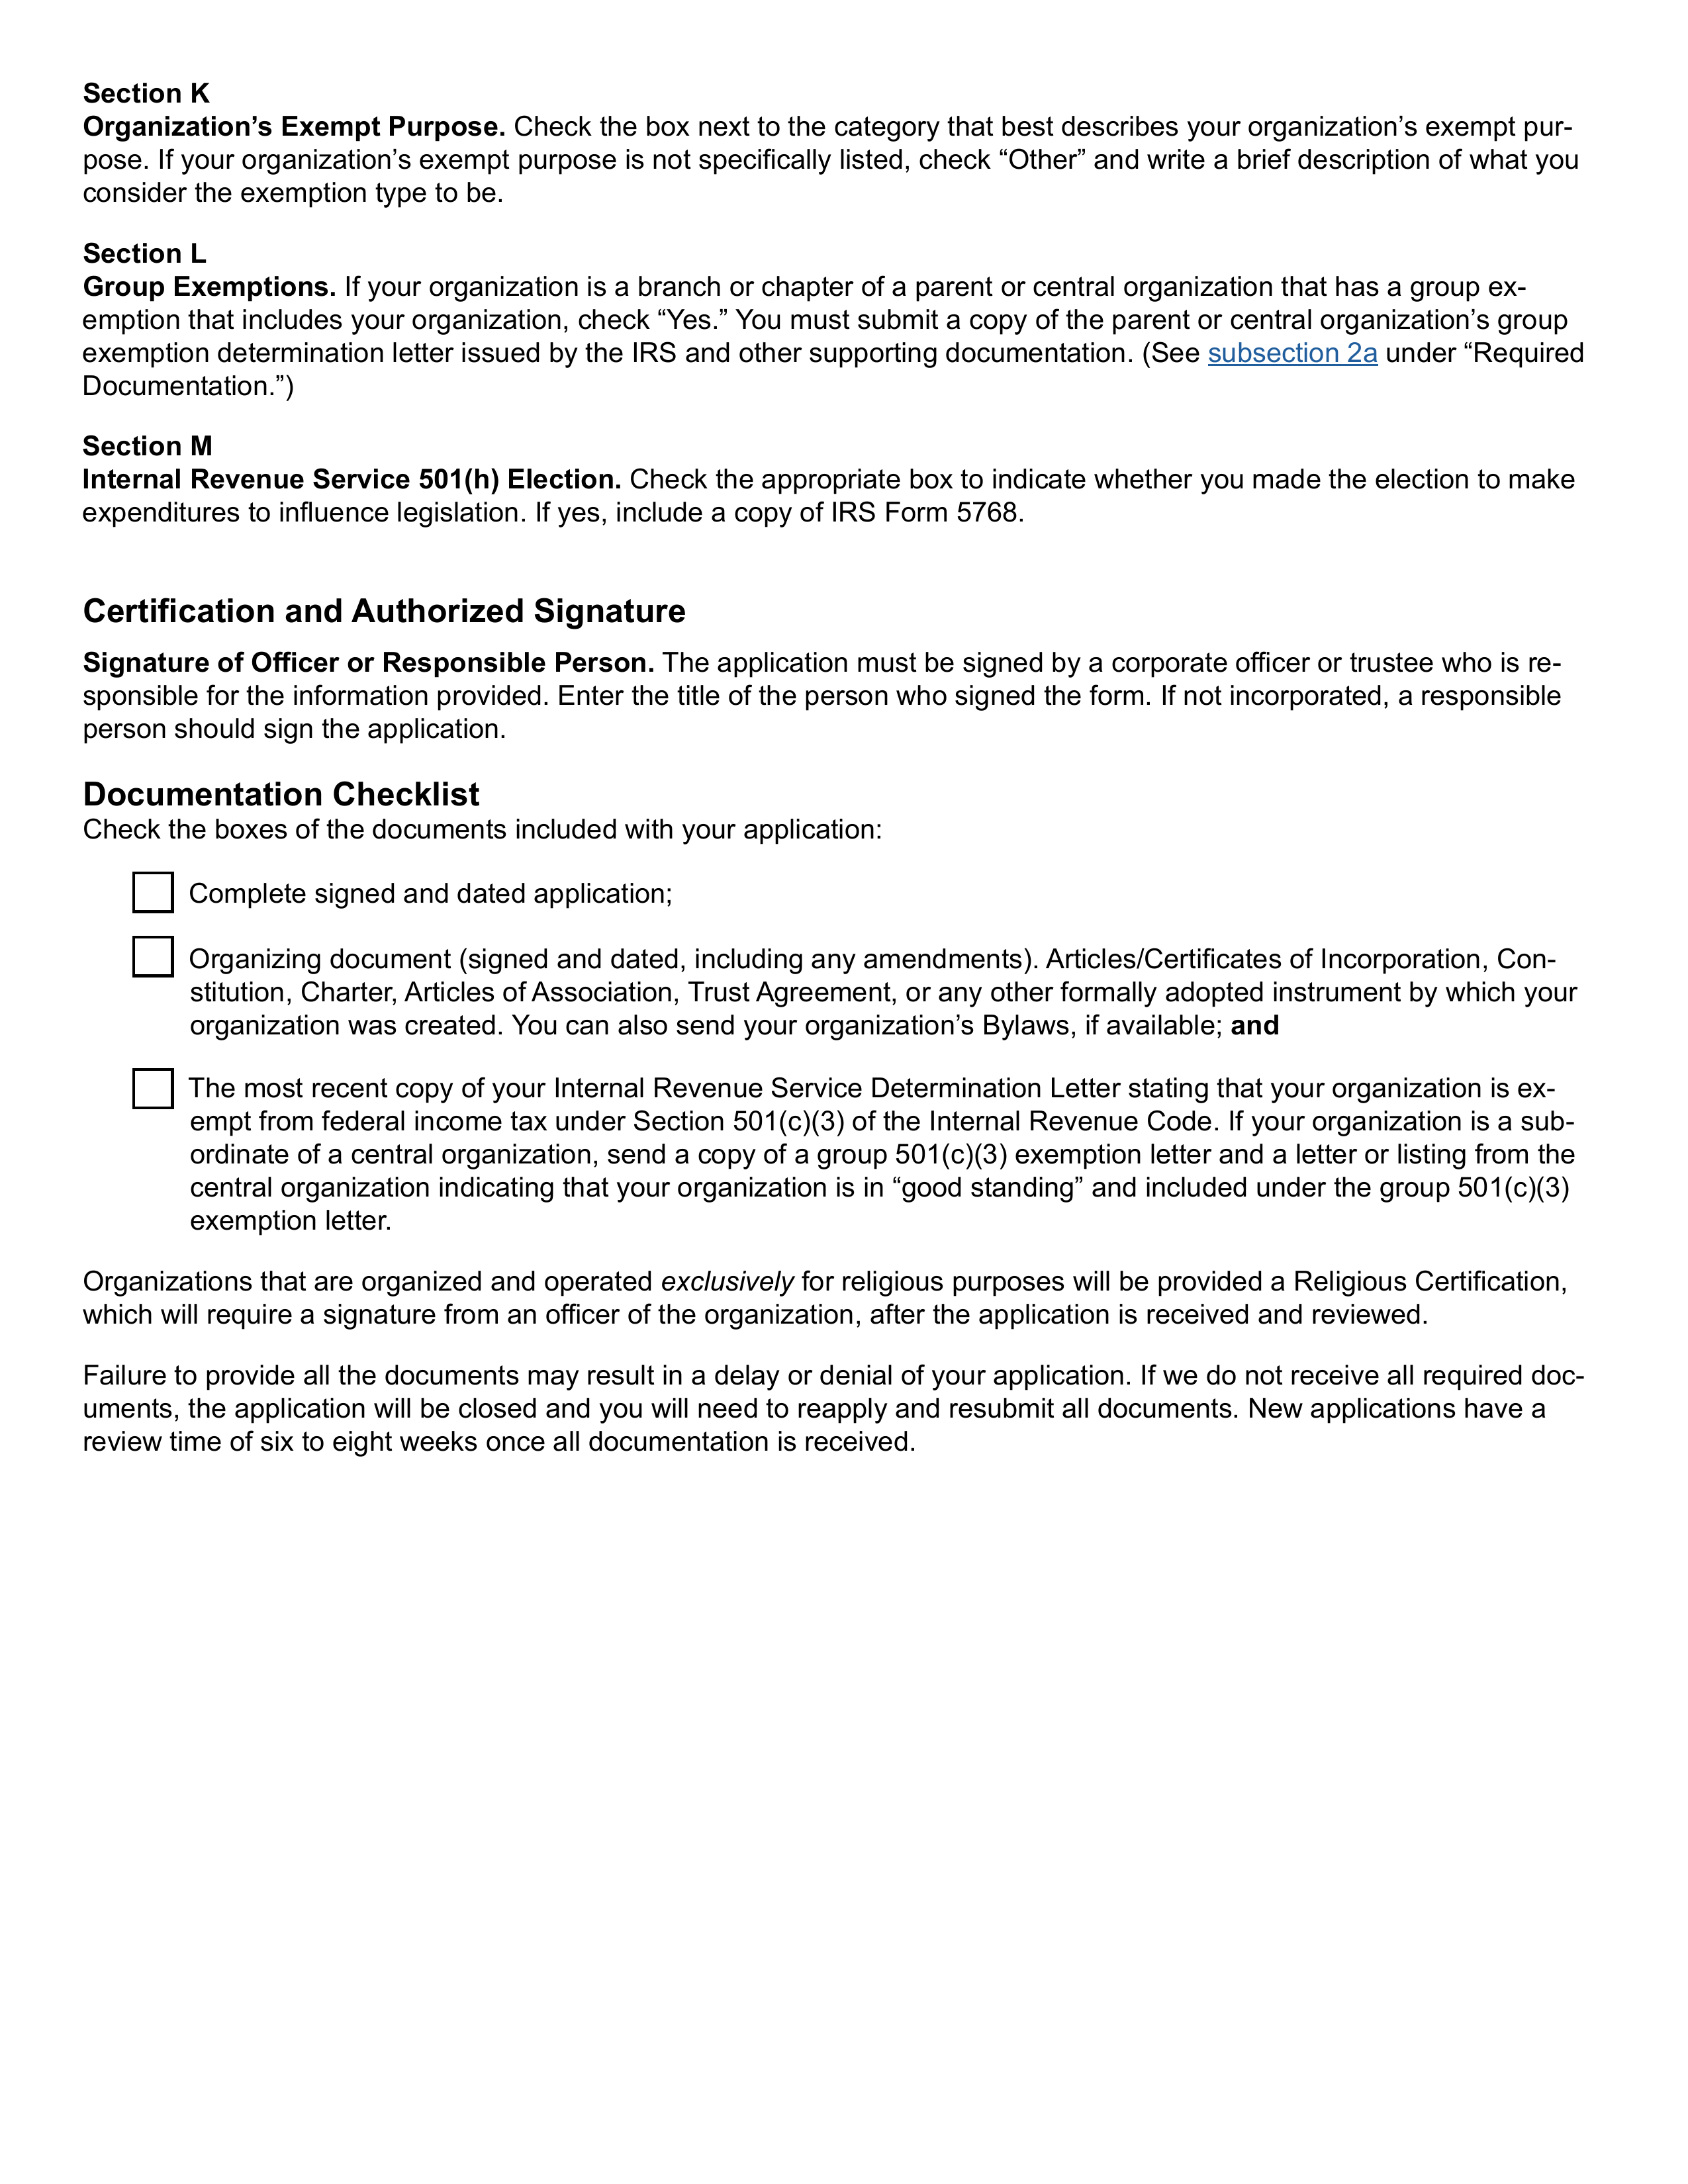 Section K
Organization’s Exempt Purpose. Check the box next to the category that best describes your organization’s exempt pur-
pose. If your organization’s exempt purpose is not specifically listed, check “Other” and write a brief description of what you
consider the exemption type to be.
Section L
Group Exemptions. If your organization is a branch or chapter of a parent or central organization that has a group ex-
emption that includes your organization, check “Yes.” You must submit a copy of the parent or central organization’s group
exemption determination letter issued by the IRS and other supporting documentation. (See subsection 2a under “Required
Documentation.”)
Section M
Internal Revenue Service 501(h) Election. Check the appropriate box to indicate whether you made the election to make
expenditures to influence legislation. If yes, include a copy of IRS Form 5768.
Certification and Authorized Signature
Signature of Officer or Responsible Person. The application must be signed by a corporate officer or trustee who is re-
sponsible for the information provided. Enter the title of the person who signed the form. If not incorporated, a responsible
person should sign the application.
Documentation Checklist
Check the boxes of the documents included with your application:
Complete signed and dated application;
Organizing document (signed and dated, including any amendments). Articles/Certificates of Incorporation, Con-
stitution, Charter, Articles of Association, Trust Agreement, or any other formally adopted instrument by which your
organization was created. You can also send your organization’s Bylaws, if available; and
The most recent copy of your Internal Revenue Service Determination Letter stating that your organization is ex-
empt from federal income tax under Section 501(c)(3) of the Internal Revenue Code. If your organization is a sub-
ordinate of a central organization, send a copy of a group 501(c)(3) exemption letter and a letter or listing from the
central organization indicating that your organization is in “good standing” and included under the group 501(c)(3)
exemption letter.
Organizations that are organized and operated exclusively for religious purposes will be provided a Religious Certification,
which will require a signature from an officer of the organization, after the application is received and reviewed.
Failure to provide all the documents may result in a delay or denial of your application. If we do not receive all required doc-
uments, the application will be closed and you will need to reapply and resubmit all documents. New applications have a
review time of six to eight weeks once all documentation is received.